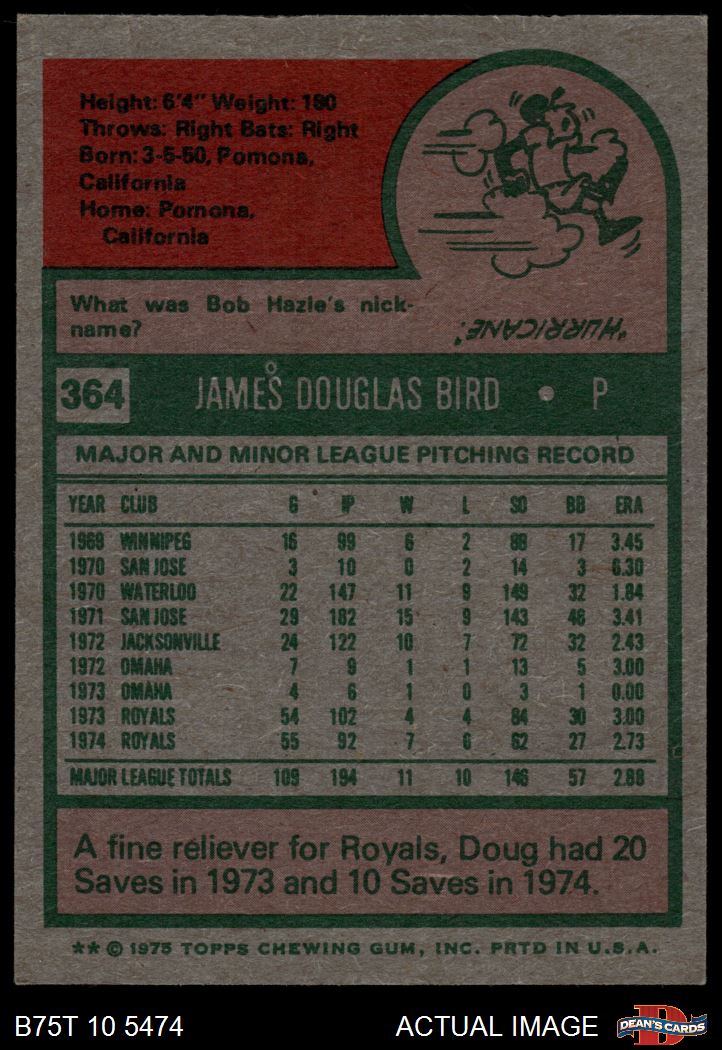 Height: 6'4" Weight: 190
Throws: Right Bats: Right
Born: 3-5-50, Pomona,
California
Home: Pomona,
California
What was Bob Hazle's nick-
name?
"HURRICANE".
364 JAMES DOUGLAS BIRD • P
MAJOR AND MINOR LEAGUE PITCHING RECORD
YEAR CLUB G IP W L SO BB ERA
1969 WINNIPEG 16 99 6 2 88 17 3.45
1970 SAN JOSE 3 10 0 2 14 3 6.30
1970 WATERLOO 22 147 11 9 149 32 1.84
1971 SAN JOSE 29 182 15 9 143 46 3.41
1972 JACKSONVILLE 24 122 10 7 72 32 2.43
1972 OMAHA 7 9 1 1 13 5 3.00
1973 OMAHA 4 6 1 0 3 1 0.00
1973 ROYALS 54 102 4 4 84 30 3.00
1974 ROYALS 55 92 7 6 62 27 2.73
MAJOR LEAGUE TOTALS 109 194 11 10 146 57 2.88
A fine reliever for Royals, Doug had 20
Saves in 1973 and 10 Saves in 1974.
** © 1975 TOPPS CHEWING GUM, INC. PRTD IN U.S.A.
B75T 10 5474 ACTUAL IMAGE D DEAN'S CARDS